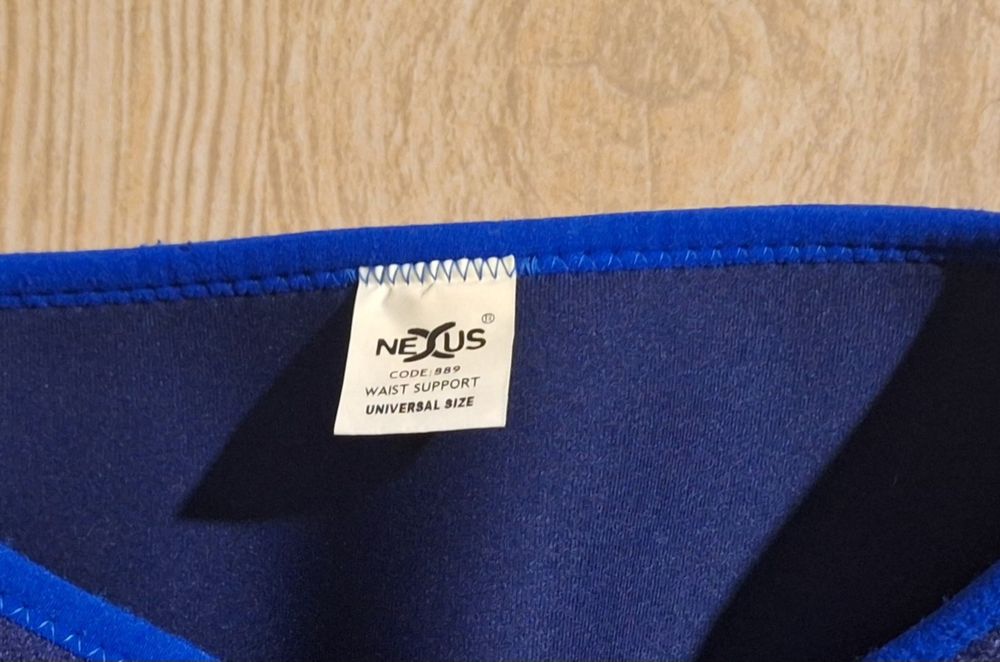 NEXUS®
CODE: 889
WAIST SUPPORT
UNIVERSAL SIZE